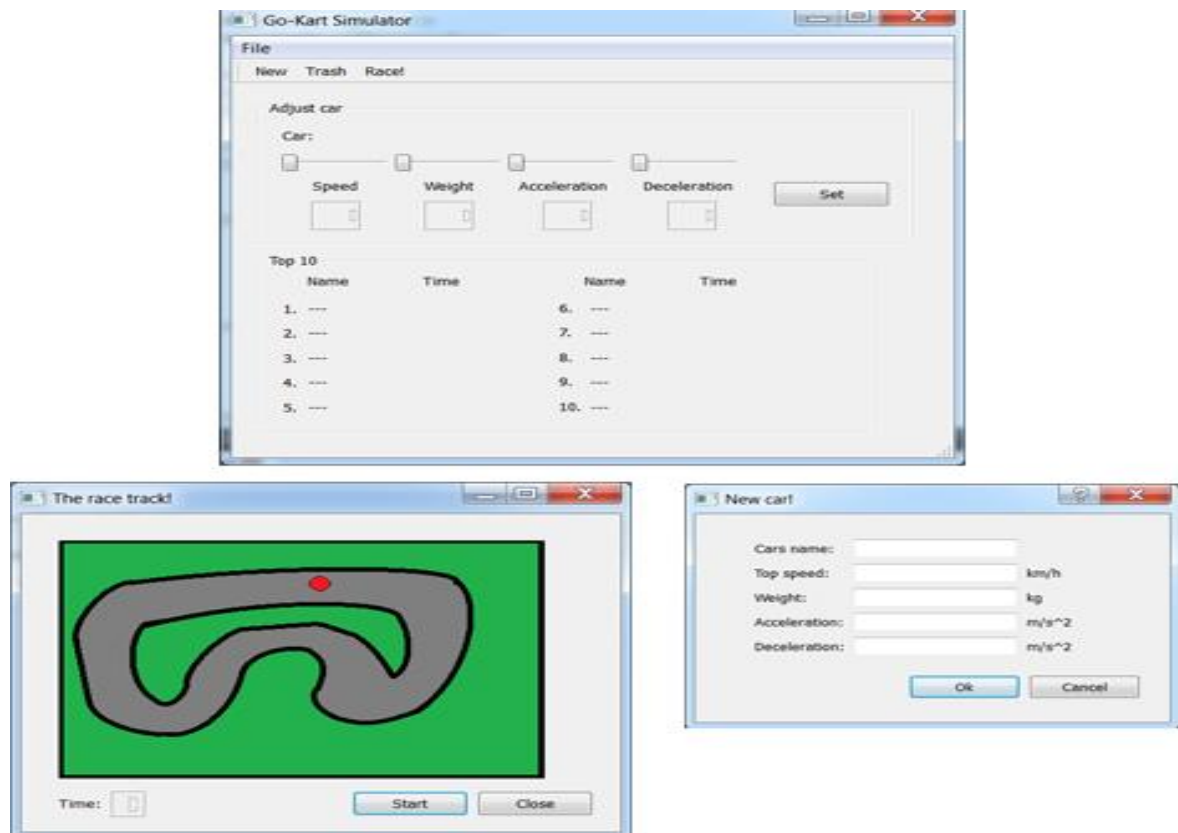 Go-Kart Simulator
File
New Trash Race!
Adjust car
Car:
Speed Weight Acceleration Deceleration
Set
Top 10
Name Time Name Time
1. --- 6. ---
2. --- 7. ---
3. --- 8. ---
4. --- 9. ---
5. --- 10. ---
The race track!
Time:
Start Close
New car!
Cars name:
Top speed: km/h
Weight: kg
Acceleration: m/s^2
Deceleration: m/s^2
Ok Cancel